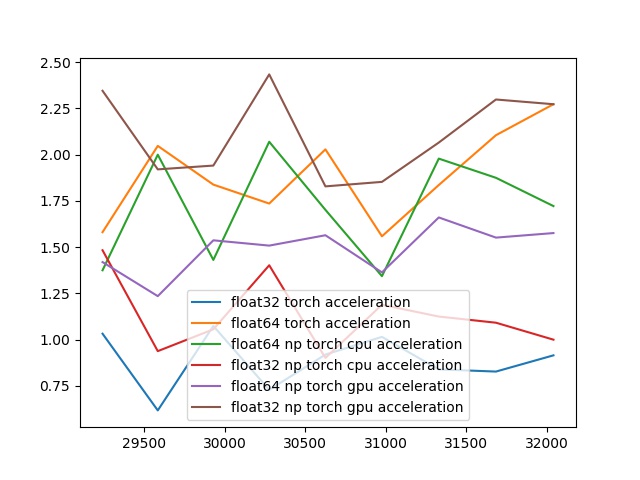 2.50
2.25
2.00
1.75
1.50
1.25
1.00
0.75
float32 torch acceleration
float64 torch acceleration
float64 np torch cpu acceleration
float32 np torch cpu acceleration
float64 np torch gpu acceleration
float32 np torch gpu acceleration
29500 30000 30500 31000 31500 32000